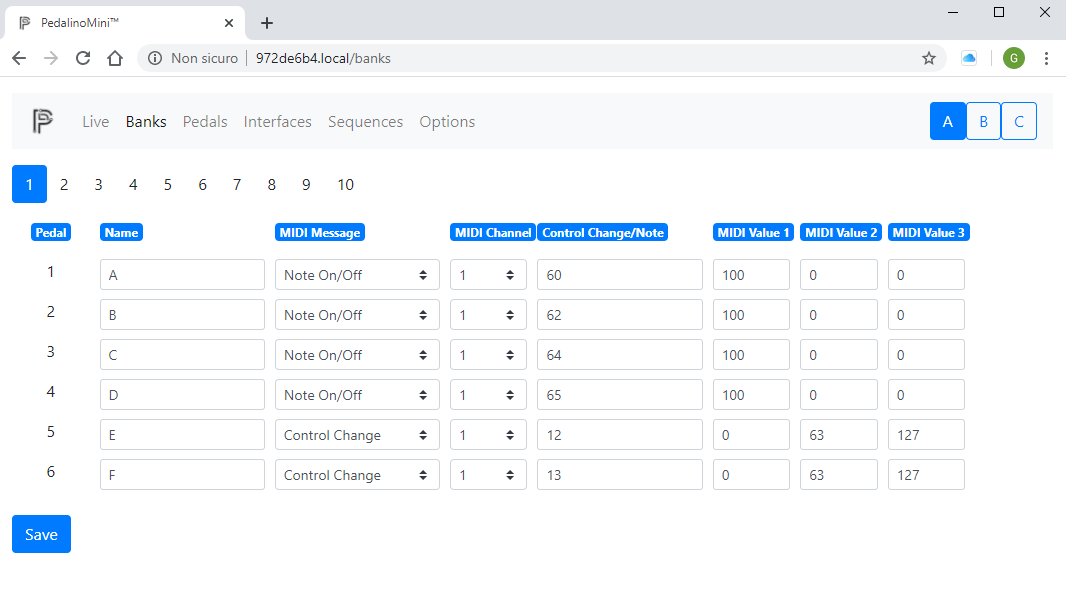 PedalinoMini™
Non sicuro | 972de6b4.local/banks
G
Live Banks Pedals Interfaces Sequences Options A B C
1 2 3 4 5 6 7 8 9 10
Pedal Name MIDI Message MIDI Channel Control Change/Note MIDI Value 1 MIDI Value 2 MIDI Value 3
1 A Note On/Off 1 60 100 0 0
2 B Note On/Off 1 62 100 0 0
3 C Note On/Off 1 64 100 0 0
4 D Note On/Off 1 65 100 0 0
5 E Control Change 1 12 0 63 127
6 F Control Change 1 13 0 63 127
Save